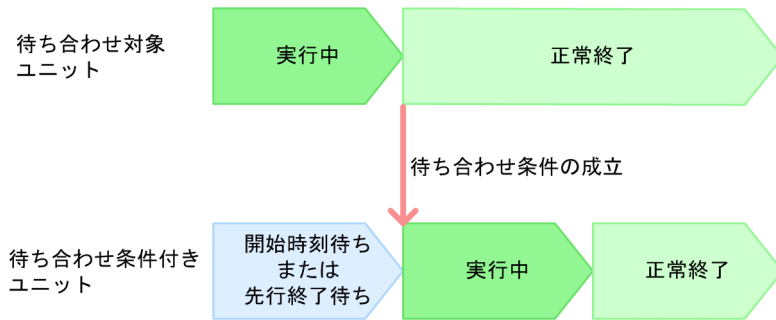 待ち合わせ対象
ユニット
実行中
正常終了
待ち合わせ条件の成立
待ち合わせ条件付き
ユニット
開始時刻待ち
または
先行終了待ち
実行中
正常終了